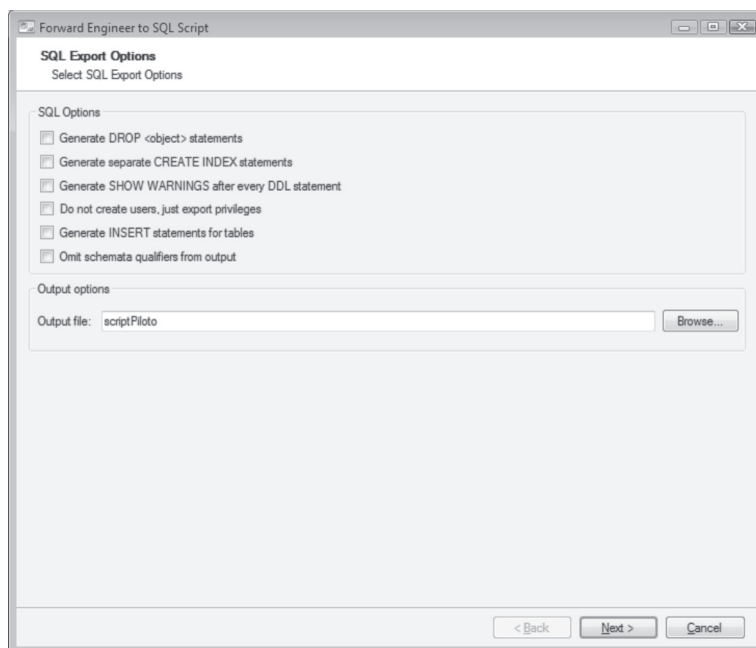 Forward Engineer to SQL Script
SQL Export Options
Select SQL Export Options
SQL Options
Generate DROP <object> statements
Generate separate CREATE INDEX statements
Generate SHOW WARNINGS after every DDL statement
Do not create users, just export privileges
Generate INSERT statements for tables
Omit schemata qualifiers from output
Output options
Output file: scriptPiloto Browse...
< Back Next > Cancel